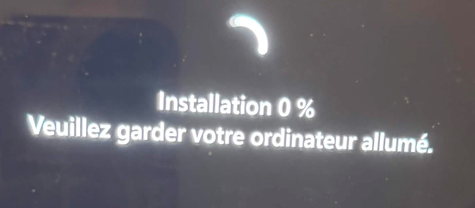 Installation 0 %
Veuillez garder votre ordinateur allumé.